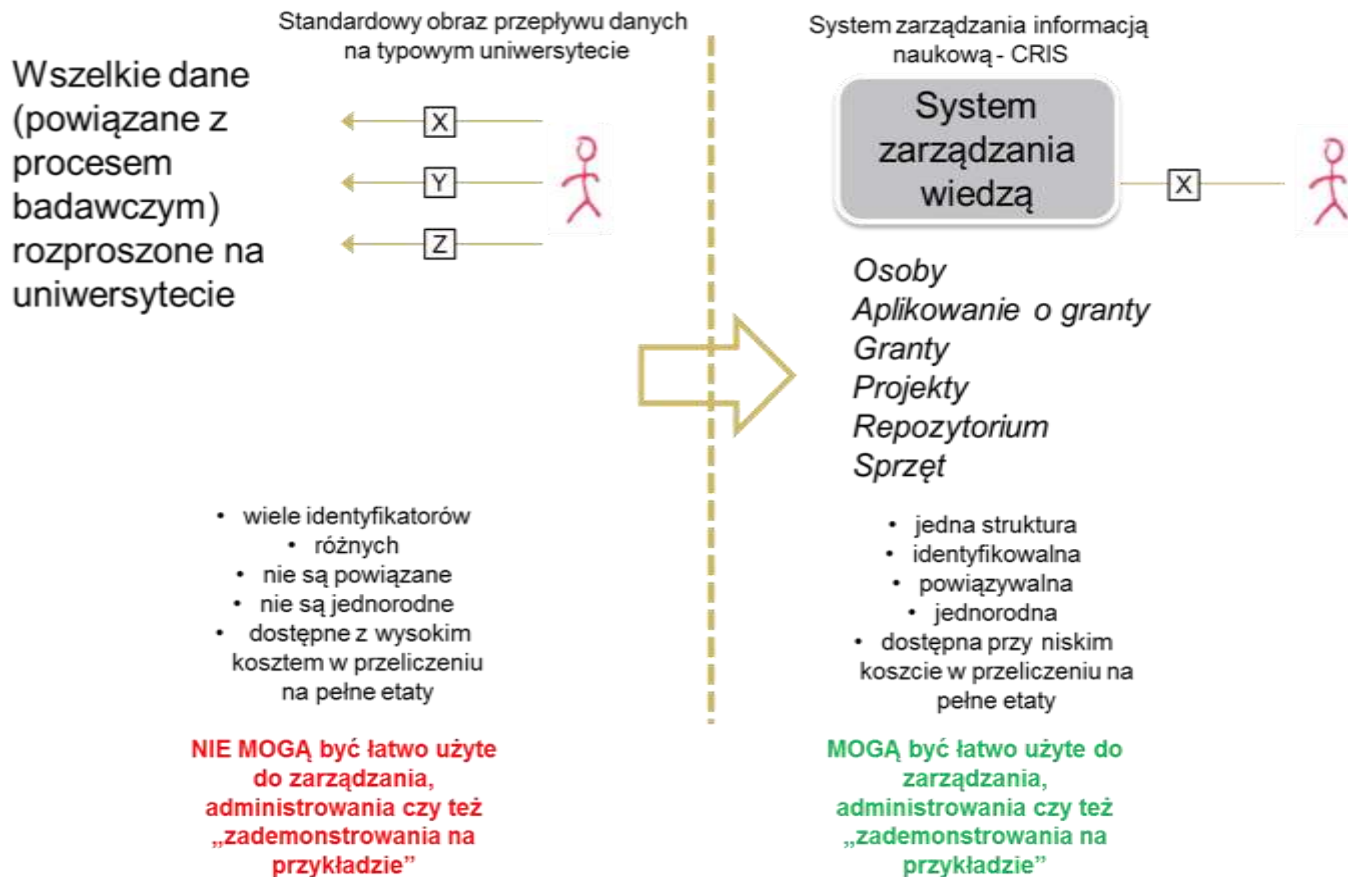 Standardowy obraz przepływu danych
na typowym uniwersytecie
Wszelkie dane
(powiązane z
procesem
badawczym)
rozproszone na
uniwersytecie
X
Y
Z
• wiele identyfikatorów
• różnych
• nie są powiązane
• nie są jednorodne
• dostępne z wysokim
kosztem w przeliczeniu
na pełne etaty
NIE MOGĄ być łatwo użyte
do zarządzania,
administrowania czy też
„zademonstrowania na
przykładzie”
System zarządzania informacją
naukową - CRIS
System
zarządzania
wiedzą
X
Osoby
Aplikowanie o granty
Granty
Projekty
Repozytorium
Sprzęt
• jedna struktura
• identyfikowalna
• powiązywalna
• jednorodna
• dostępna przy niskim
koszcie w przeliczeniu na
pełne etaty
MOGĄ być łatwo użyte do
zarządzania,
administrowania czy też
„zademonstrowania na
przykładzie”